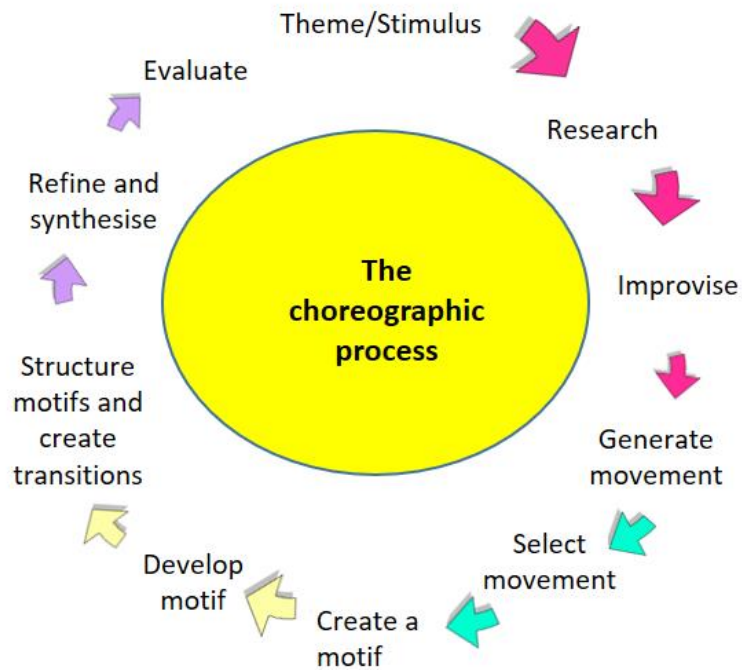 Theme/Stimulus
Research
Improvise
Generate
movement
Select
movement
Create a
motif
Develop
motif
Structure
motifs and
create
transitions
Refine and
synthesise
Evaluate
The
choreographic
process